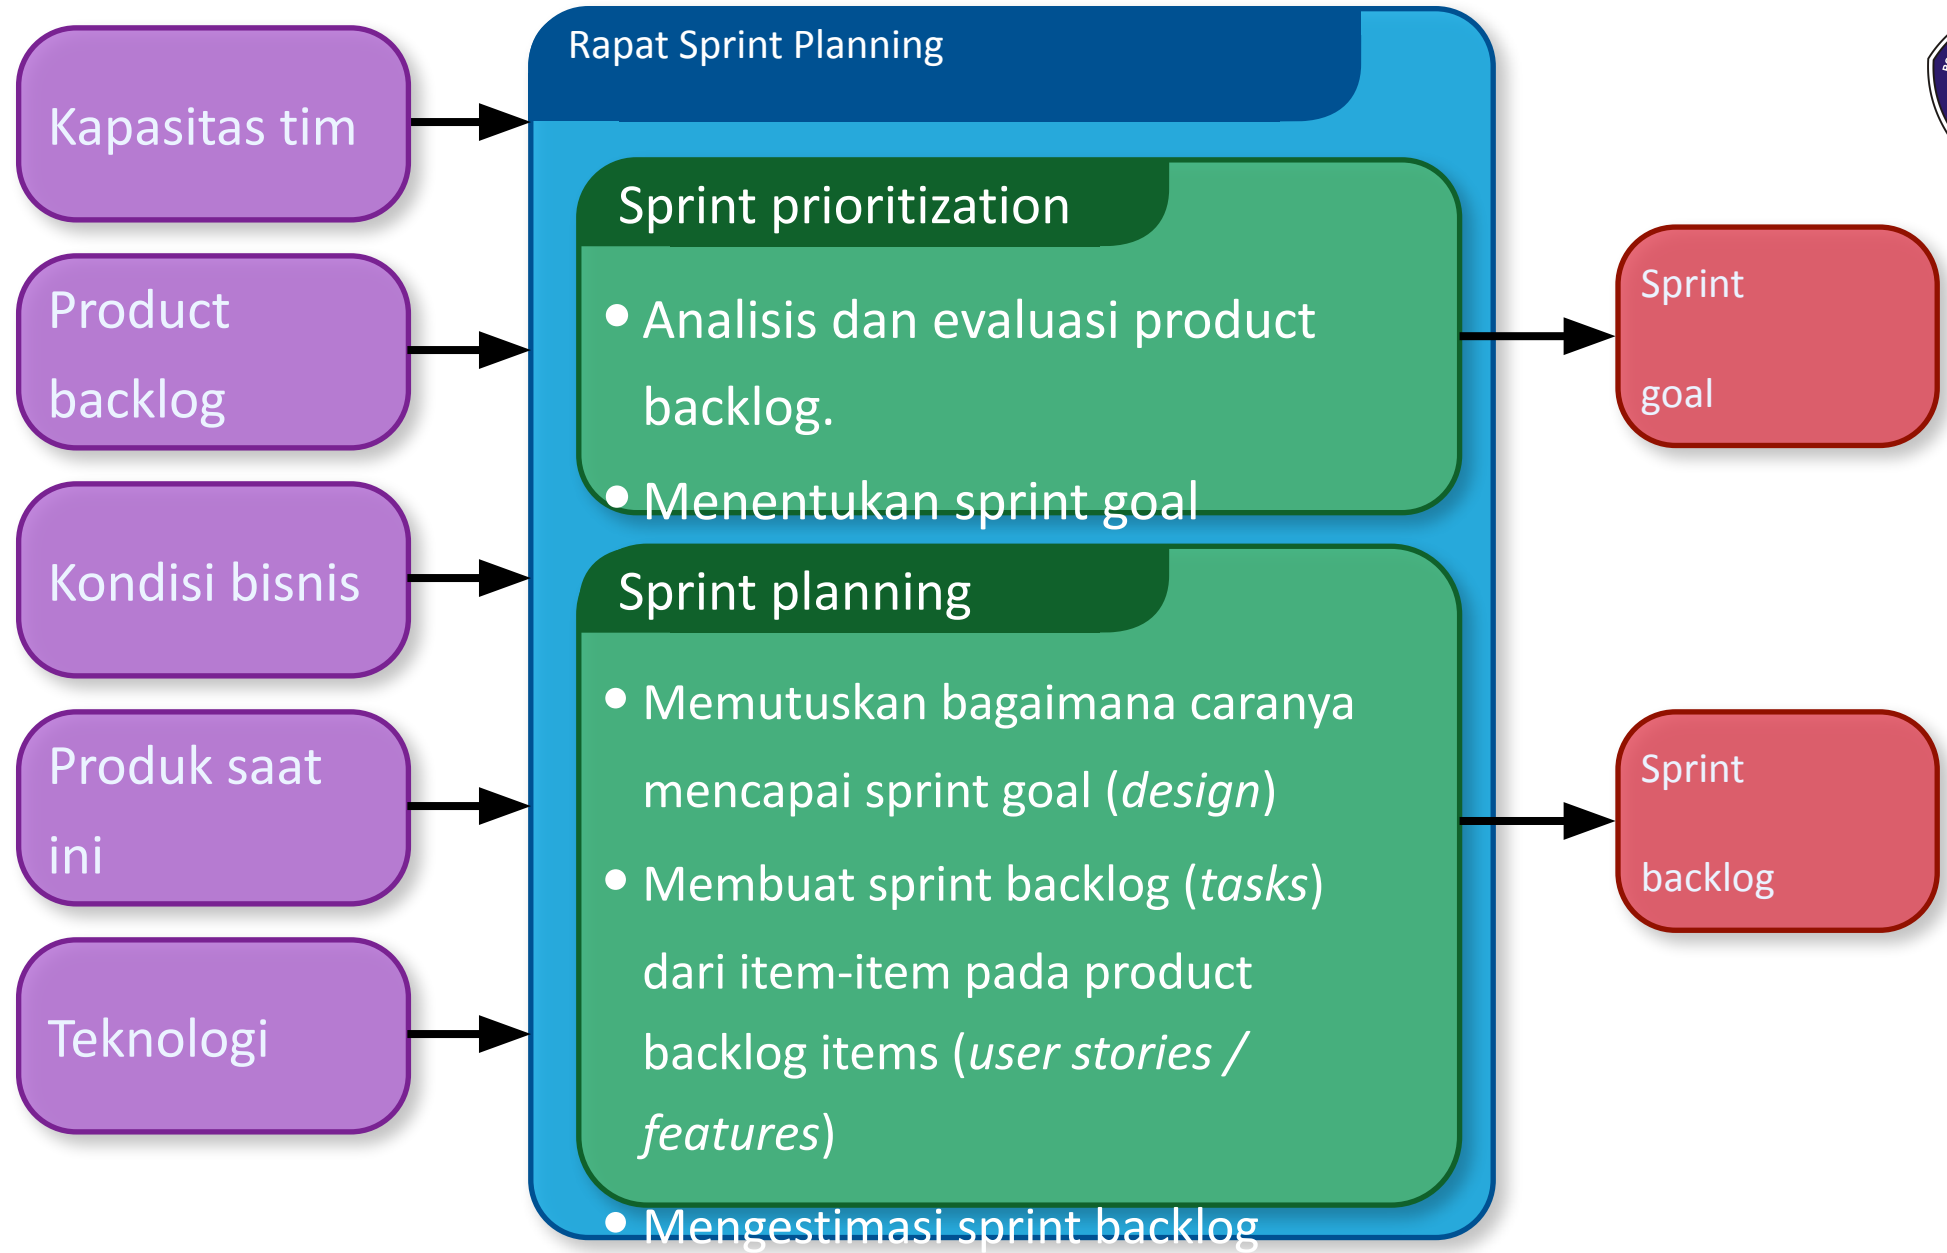 Kapasitas tim
Product
backlog
Kondisi bisnis
Produk saat
ini
Teknologi
Rapat Sprint Planning
Sprint prioritization
• Analisis dan evaluasi product
backlog.
• Menentukan sprint goal
Sprint planning
• Memutuskan bagaimana caranya
mencapai sprint goal (design)
• Membuat sprint backlog (tasks)
dari item-item pada product
backlog items (user stories /
features)
• Mengestimasi sprint backlog
Sprint
goal
Sprint
backlog